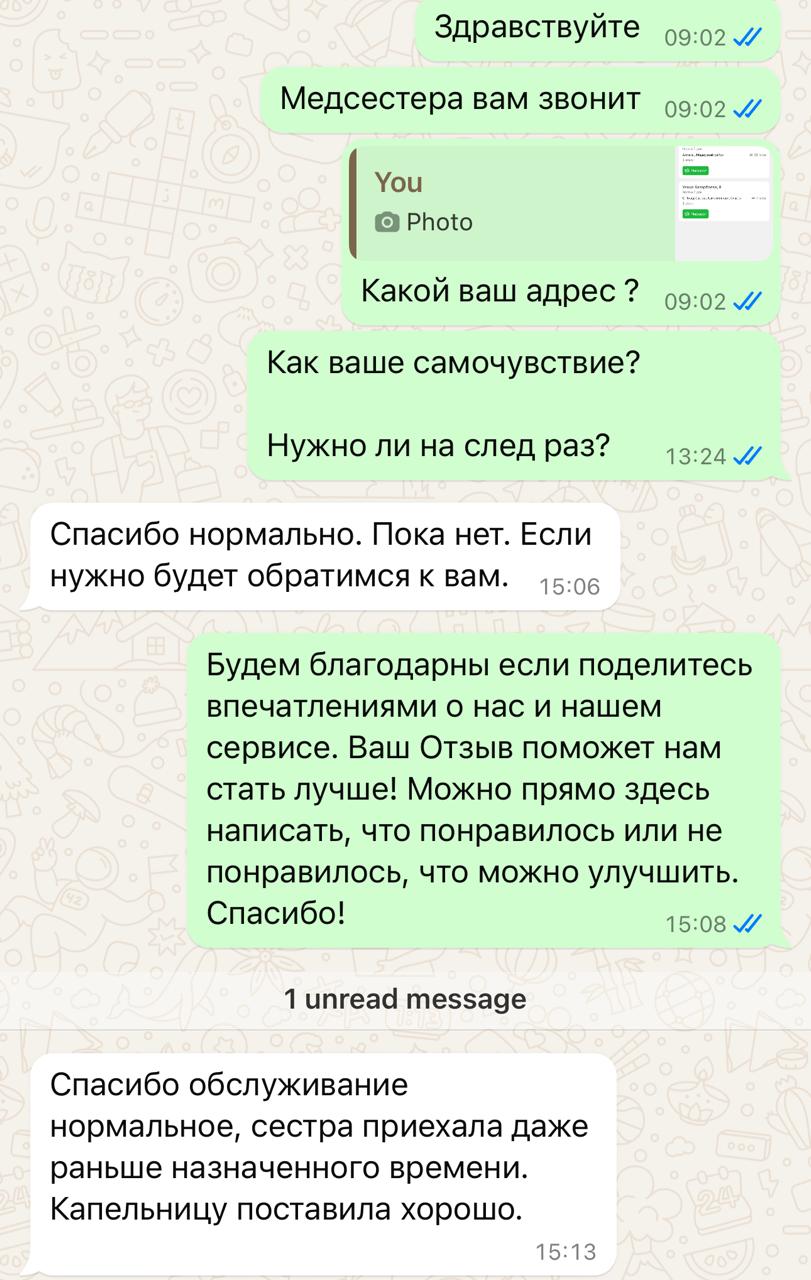 Здравствуйте 09:02
Медсестера вам звонит 09:02
You
Photo
Какой ваш адрес ? 09:02
Как ваше самочувствие?
Нужно ли на след раз? 13:24
Спасибо нормально. Пока нет. Если
нужно будет обратимся к вам. 15:06
Будем благодарны если поделитесь
впечатлениями о нас и нашем
сервисе. Ваш Отзыв поможет нам
стать лучше! Можно прямо здесь
написать, что понравилось или не
понравилось, что можно улучшить.
Спасибо! 15:08
1 unread message
Спасибо обслуживание
нормальное, сестра приехала даже
раньше назначенного времени.
Капельницу поставила хорошо.
15:13